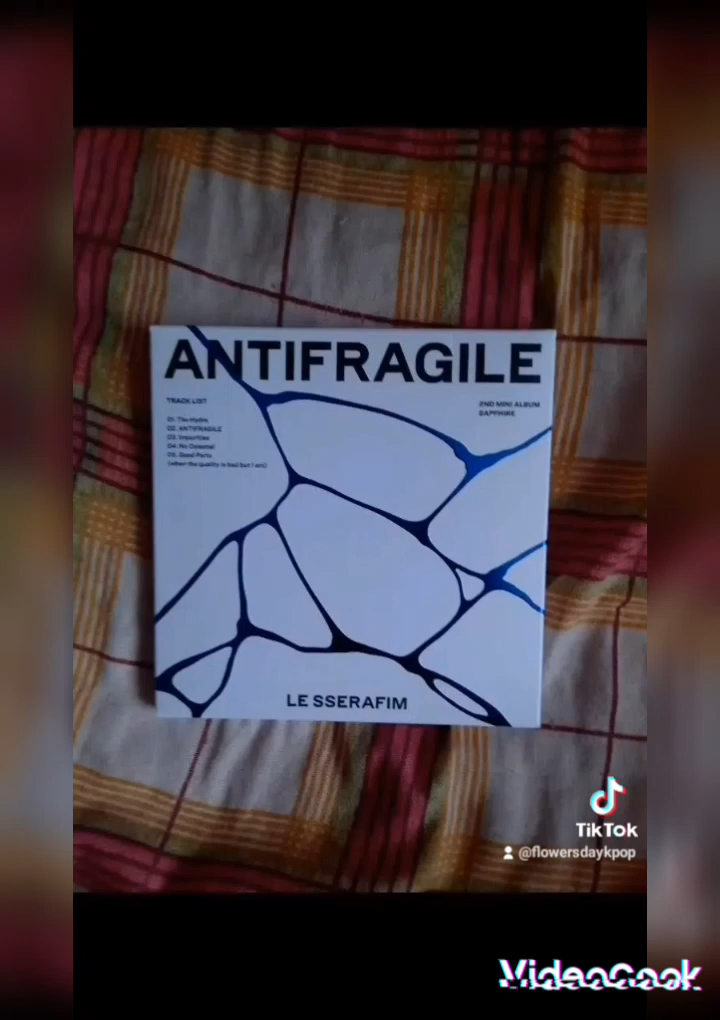 ANTIFRAGILE
TRACK LIST
2ND MINI ALBUM
SAPPHIRE
01. The Hydra
02. ANTIFRAGILE
03. Impurities
04. No Celestial
05. Good Parts
(when the quality is bad but I am)
LE SSERAFIM
TikTok
@flowersdaykpop
VideoCook